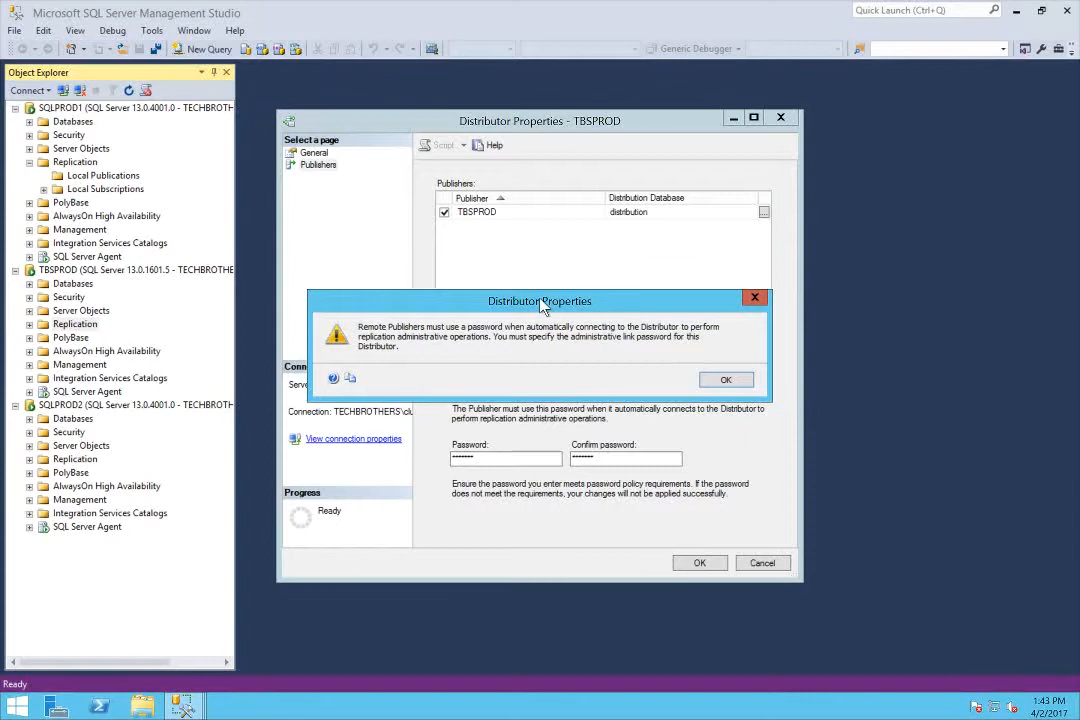 Microsoft SQL Server Management Studio
Quick Launch (Ctrl+Q)
File Edit View Debug Tools Window Help
New Query
Generic Debugger
Object Explorer
Connect
SQLPROD1 (SQL Server 13.0.4001.0 - TECHBROTH
Databases
Security
Server Objects
Replication
Local Publications
Local Subscriptions
PolyBase
AlwaysOn High Availability
Management
Integration Services Catalogs
SQL Server Agent
TBSPROD (SQL Server 13.0.1601.5 - TECHBROTHE
Databases
Security
Server Objects
Replication
PolyBase
AlwaysOn High Availability
Management
Integration Services Catalogs
SQL Server Agent
SQLPROD2 (SQL Server 13.0.4001.0 - TECHBROTH
Databases
Security
Server Objects
Replication
PolyBase
AlwaysOn High Availability
Management
Integration Services Catalogs
SQL Server Agent
Distributor Properties - TBSPROD
Select a page
General
Publishers
Script Help
Publishers:
Publisher Distribution Database
TBSPROD distribution
...
Distributor Properties
Remote Publishers must use a password when automatically connecting to the Distributor to perform
replication administrative operations. You must specify the administrative link password for this
Distributor.
OK
Conn
Serve
Connection: TECHBROTHERS\clu
View connection properties
The Publisher must use this password when it automatically connects to the Distributor to
perform replication administrative operations.
Password: Confirm password:
Ensure the password you enter meets password policy requirements. If the password
does not meet the requirements, your changes will not be applied successfully.
Progress
Ready
OK Cancel
Ready
1:43 PM
4/2/2017